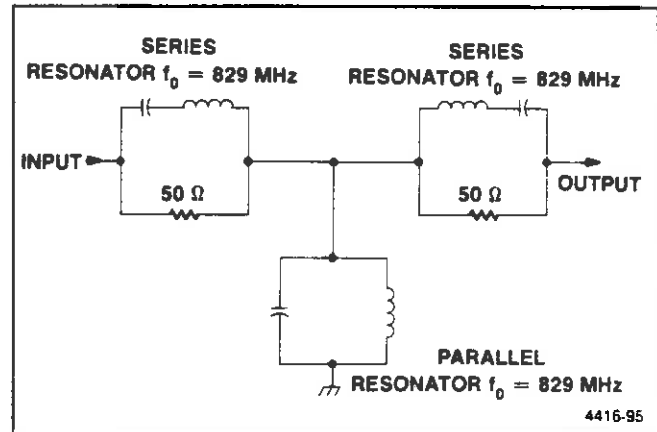 SERIES
RESONATOR f₀ = 829 MHz
SERIES
RESONATOR f₀ = 829 MHz
INPUT
50 Ω
50 Ω
OUTPUT
PARALLEL
RESONATOR f₀ = 829 MHz
4416-95